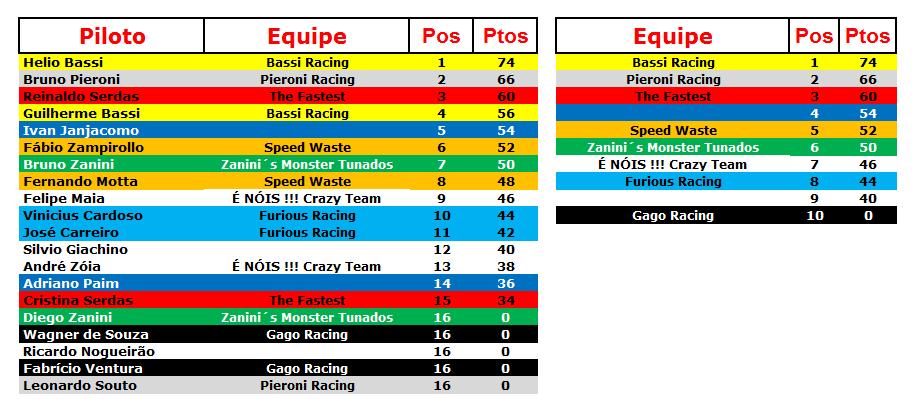 Piloto Equipe Pos Ptos
Helio Bassi Bassi Racing 1 74
Bruno Pieroni Pieroni Racing 2 66
Reinaldo Serdas The Fastest 3 60
Guilherme Bassi Bassi Racing 4 56
Ivan Janjacomo 5 54
Fábio Zampirollo Speed Waste 6 52
Bruno Zanini Zanini´s Monster Tunados 7 50
Fernando Motta Speed Waste 8 48
Felipe Maia É NÓIS !!! Crazy Team 9 46
Vinicius Cardoso Furious Racing 10 44
José Carreiro Furious Racing 11 42
Silvio Giachino 12 40
André Zóia É NÓIS !!! Crazy Team 13 38
Adriano Paim 14 36
Cristina Serdas The Fastest 15 34
Diego Zanini Zanini´s Monster Tunados 16 0
Wagner de Souza Gago Racing 16 0
Ricardo Nogueirão 16 0
Fabrício Ventura Gago Racing 16 0
Leonardo Souto Pieroni Racing 16 0
Equipe Pos Ptos
Bassi Racing 1 74
Pieroni Racing 2 66
The Fastest 3 60
4 54
Speed Waste 5 52
Zanini´s Monster Tunados 6 50
É NÓIS !!! Crazy Team 7 46
Furious Racing 8 44
9 40
Gago Racing 10 0